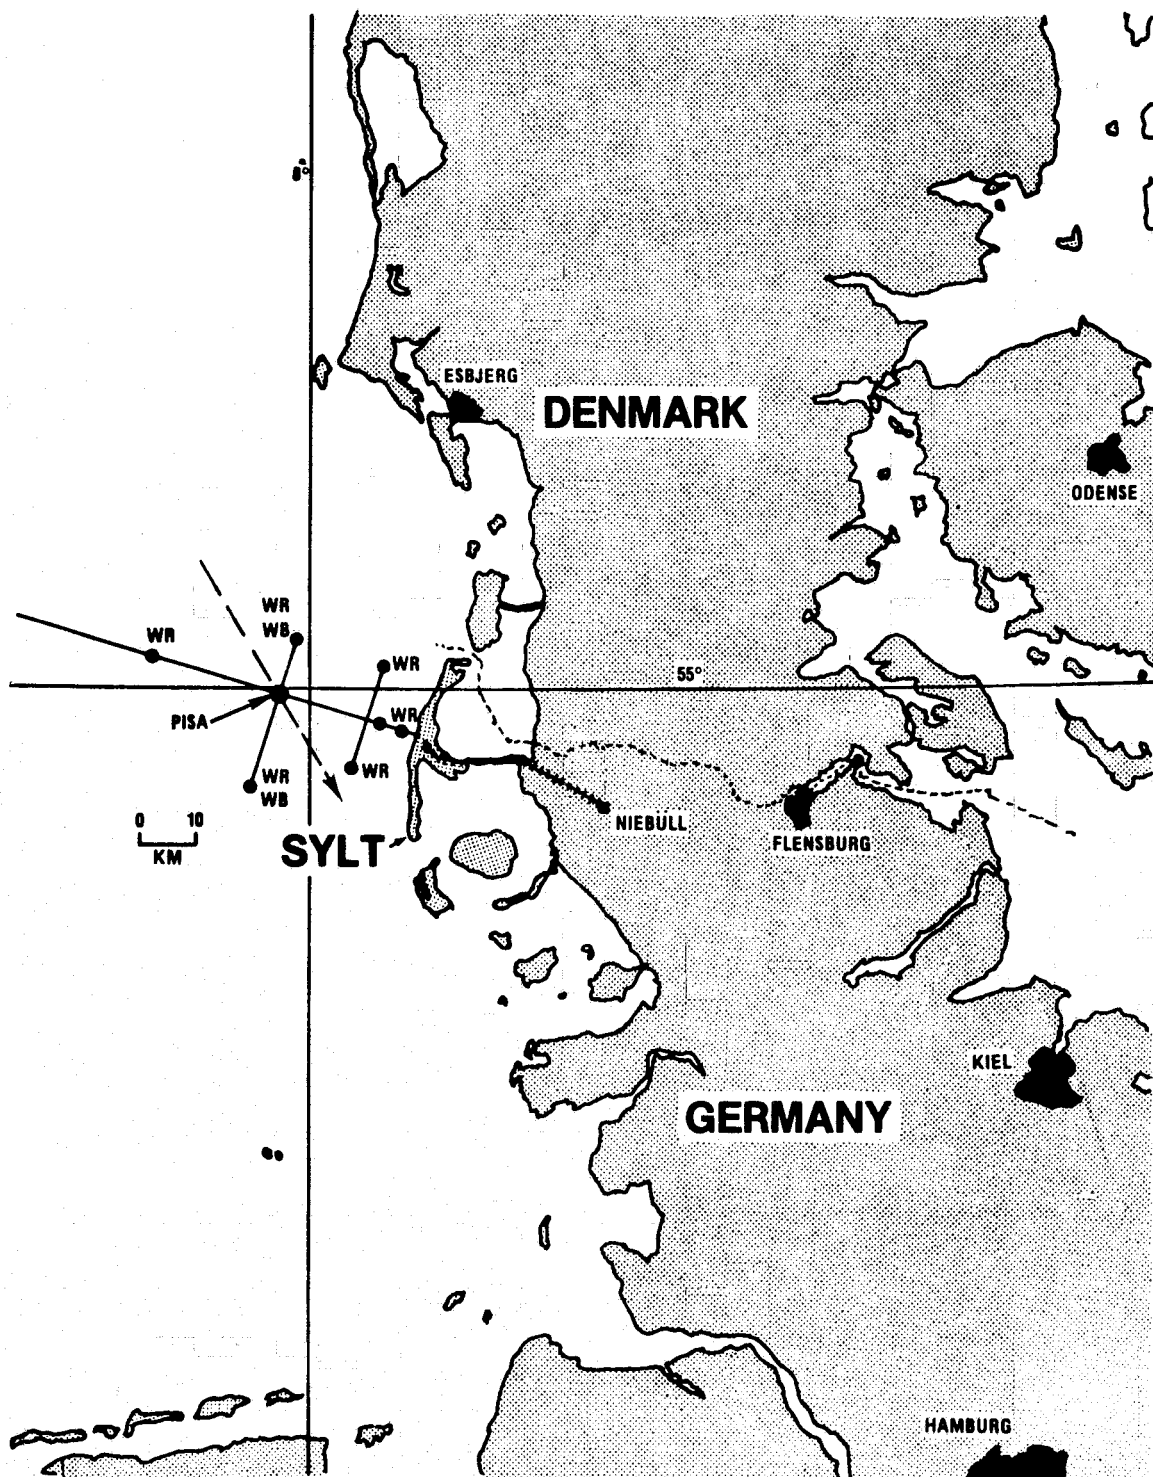 8°
ESBJERG
DENMARK
ODENSE
WR
WB
WR
WR
55°
PISA
WR
WR
WR
WB
0 10
KM
NIEBÜLL
SYLT
FLENSBURG
KIEL
GERMANY
HAMBURG